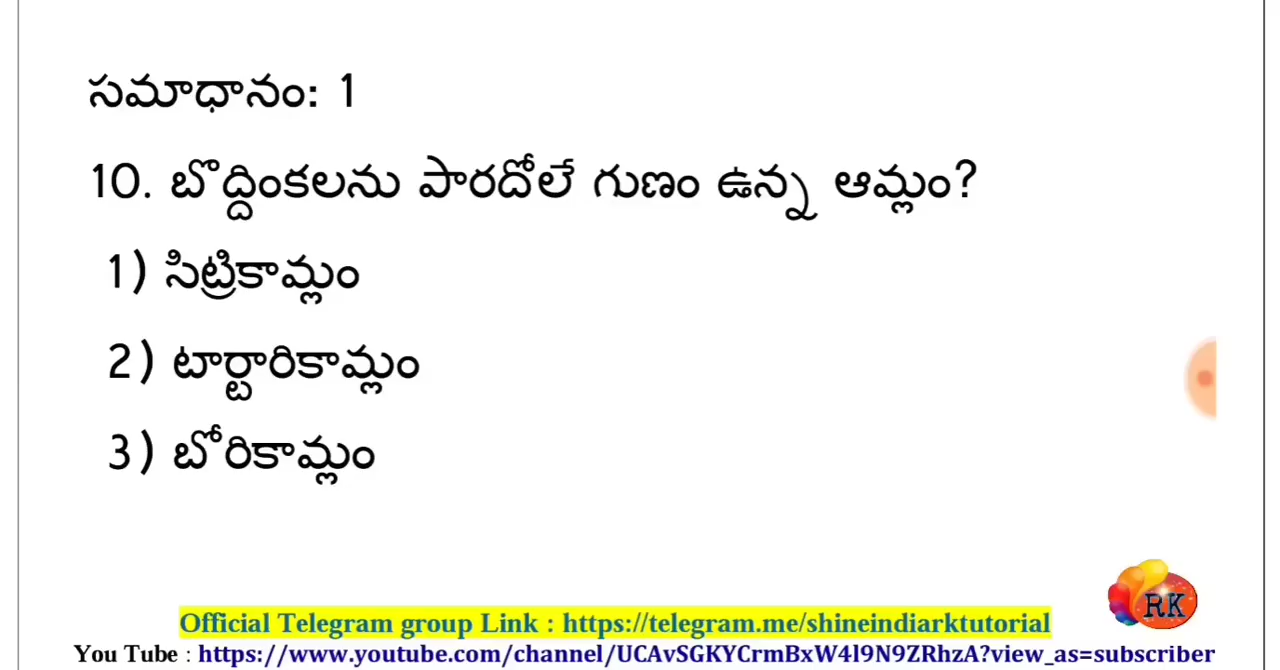 సమాధానం: 1
10. బొద్దింకలను పారదోలే గుణం ఉన్న ఆమ్లం?
1) సిట్రికామ్లం
2) టార్టారికామ్లం
3) బోరికామ్లం
RK
Official Telegram group Link : https://telegram.me/shineindiarktutorial
You Tube : https://www.youtube.com/channel/UCAvSGKYCrmBxW4I9N9ZRhzA?view_as=subscriber